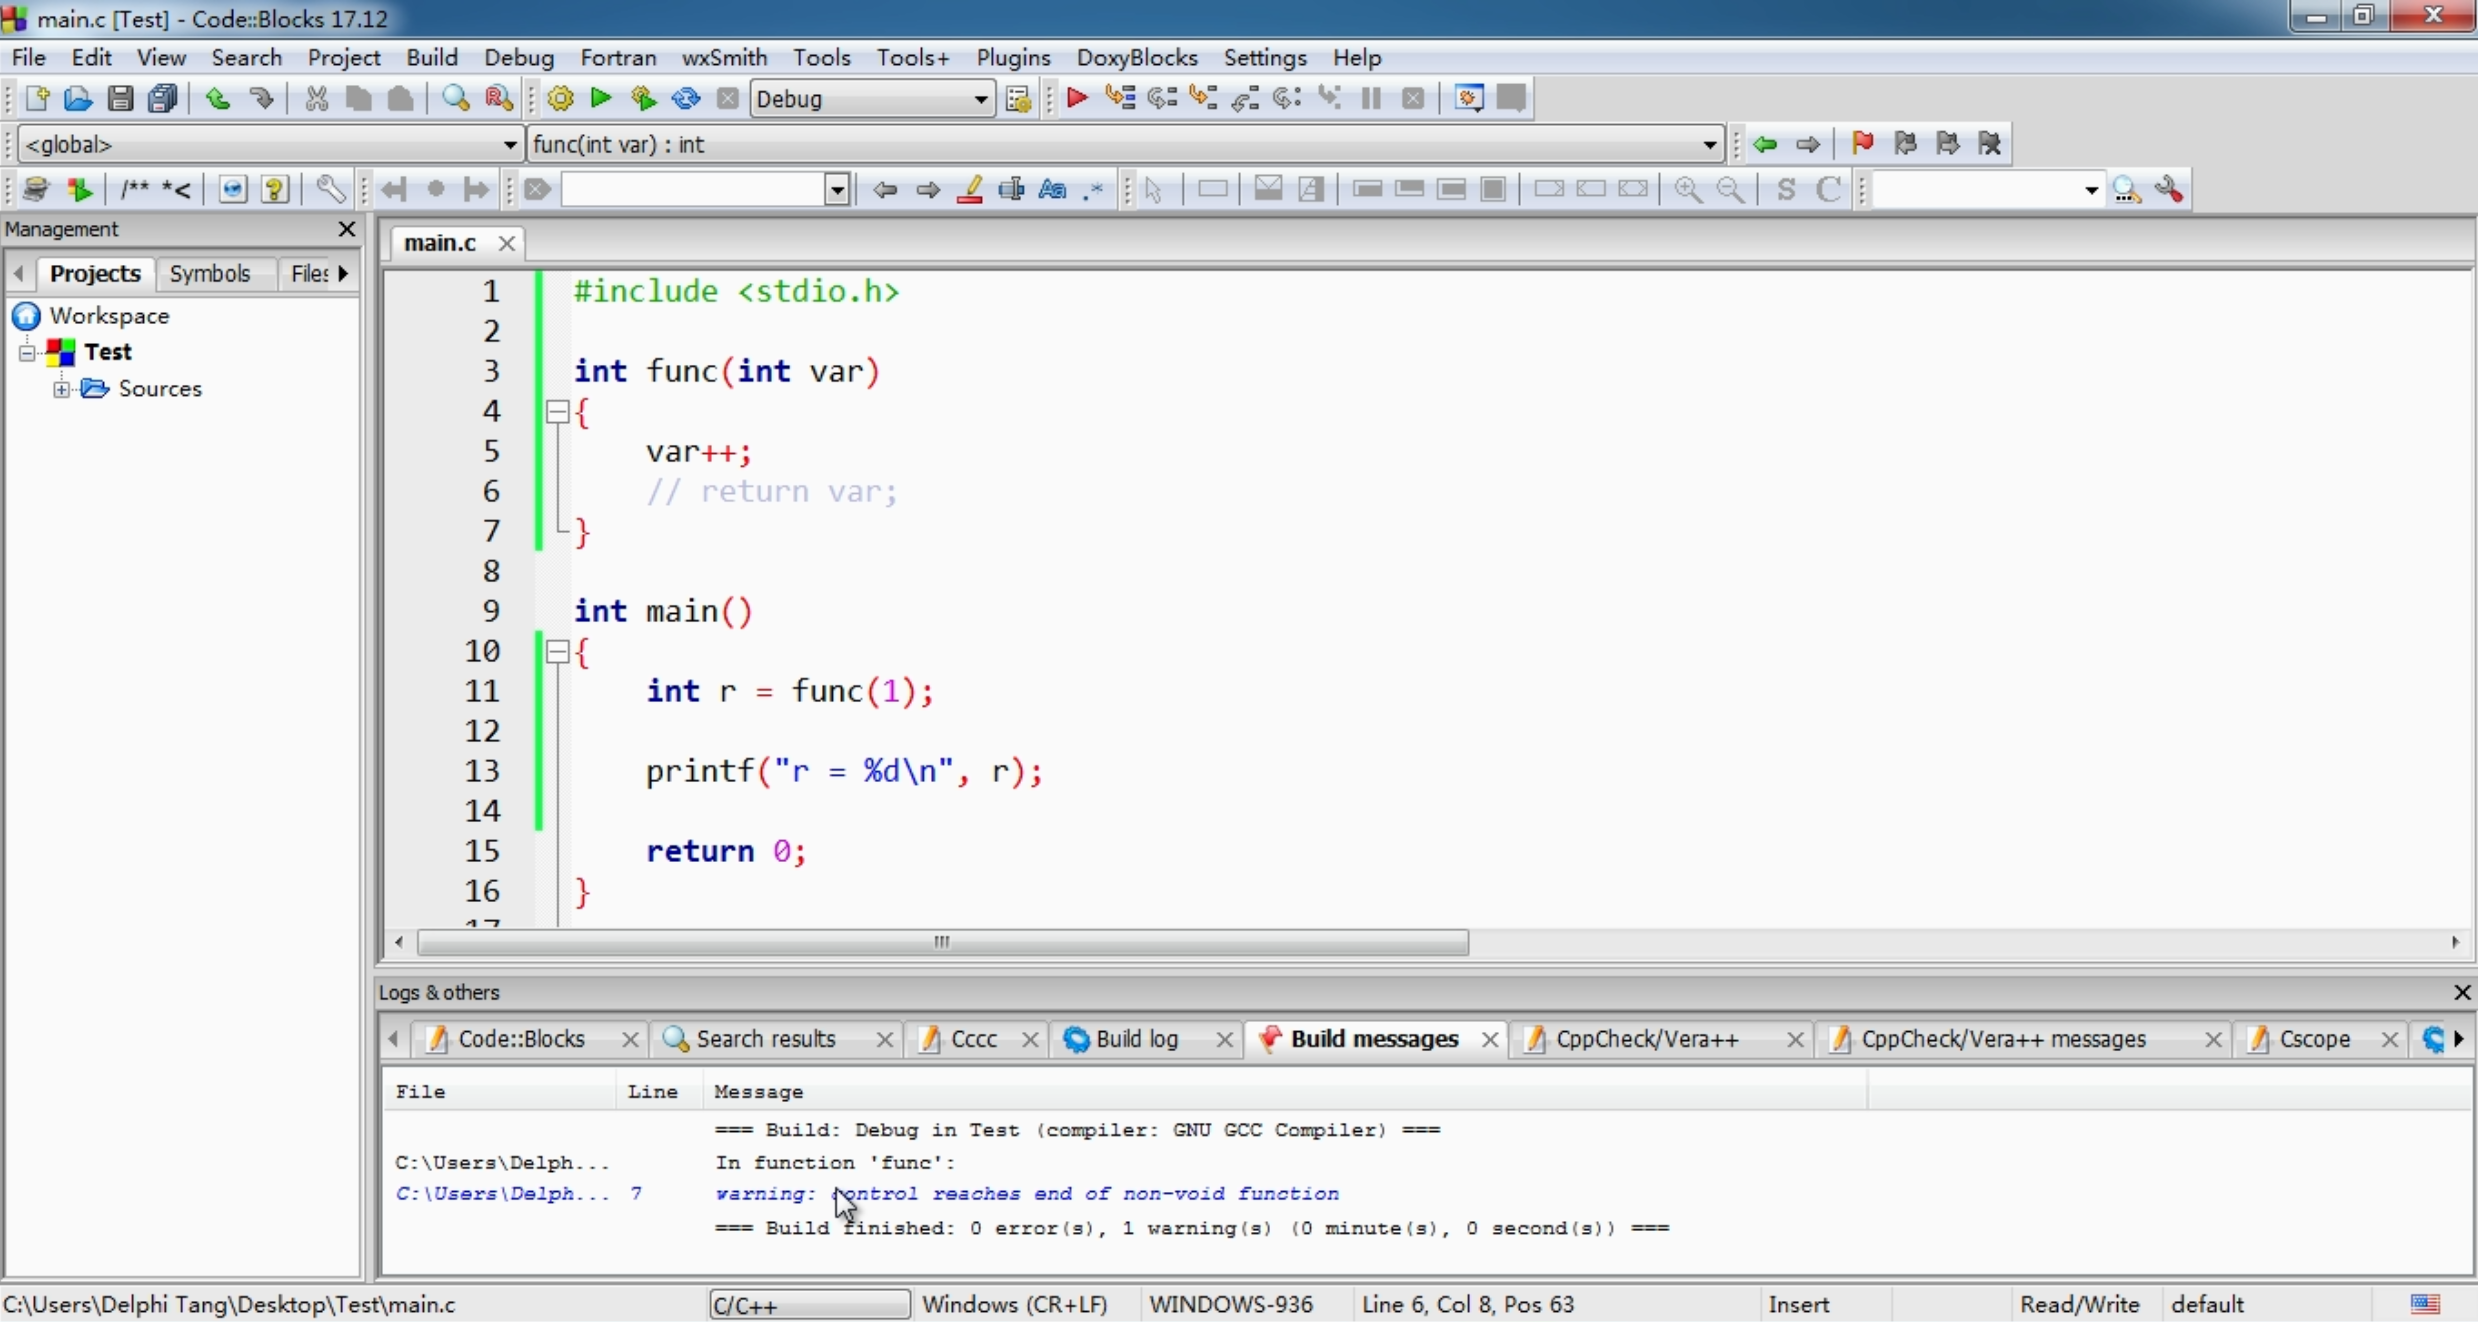 main.c [Test] - Code::Blocks 17.12
File Edit View Search Project Build Debug Fortran wxSmith Tools Tools+ Plugins DoxyBlocks Settings Help
Debug
<global> func(int var) : int
/** *< S C
Management
Projects Symbols Files
Workspace
Test
Sources
main.c
1 #include <stdio.h>
2
3 int func(int var)
4 {
5 var++;
6 // return var;
7 }
8
9 int main()
10 {
11 int r = func(1);
12
13 printf("r = %d\n", r);
14
15 return 0;
16 }
17
Logs & others
Code::Blocks Search results Cccc Build log Build messages CppCheck/Vera++ CppCheck/Vera++ messages Cscope
File Line Message
=== Build: Debug in Test (compiler: GNU GCC Compiler) ===
C:\Users\Delph... In function 'func':
C:\Users\Delph... 7 warning: control reaches end of non-void function
=== Build finished: 0 error(s), 1 warning(s) (0 minute(s), 0 second(s)) ===
C:\Users\Delphi Tang\Desktop\Test\main.c C/C++ Windows (CR+LF) WINDOWS-936 Line 6, Col 8, Pos 63 Insert Read/Write default